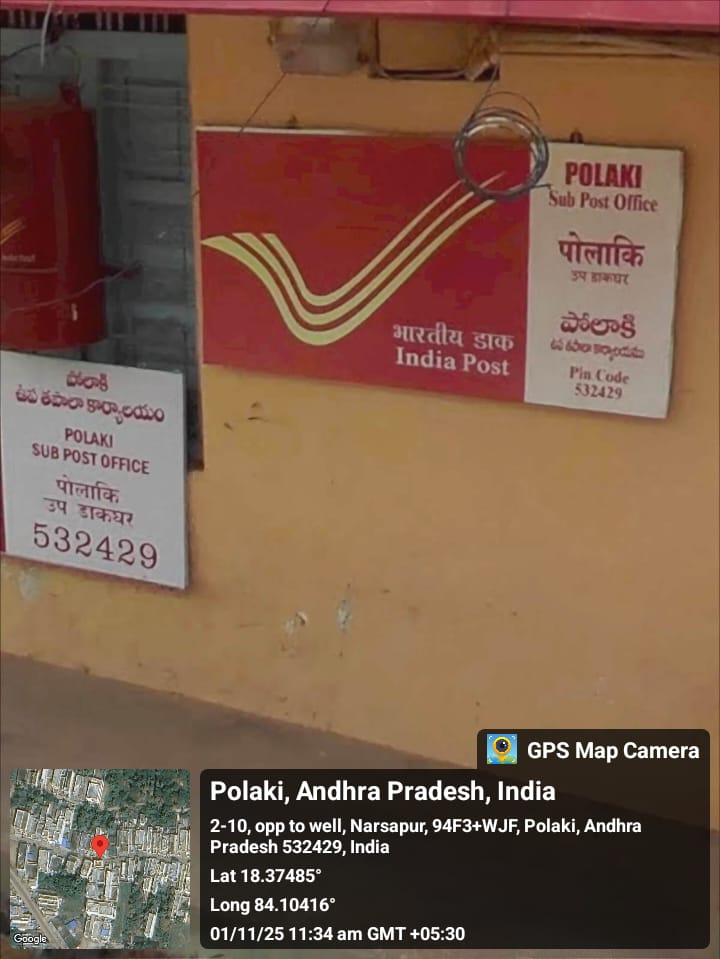 भारतीय डाक
India Post
POLAKI
Sub Post Office
पोलाकि
उप डाकघर
పోలాకి
ఉప తపాలా కార్యాలయము
Pin Code
532429
పోలాకి
ఉప తపాలా కార్యాలయం
POLAKI
SUB POST OFFICE
पोलाकि
उप डाकघर
532429
GPS Map Camera
Google
Polaki, Andhra Pradesh, India
2-10, opp to well, Narsapur, 94F3+WJF, Polaki, Andhra
Pradesh 532429, India
Lat 18.37485°
Long 84.10416°
01/11/25 11:34 am GMT +05:30